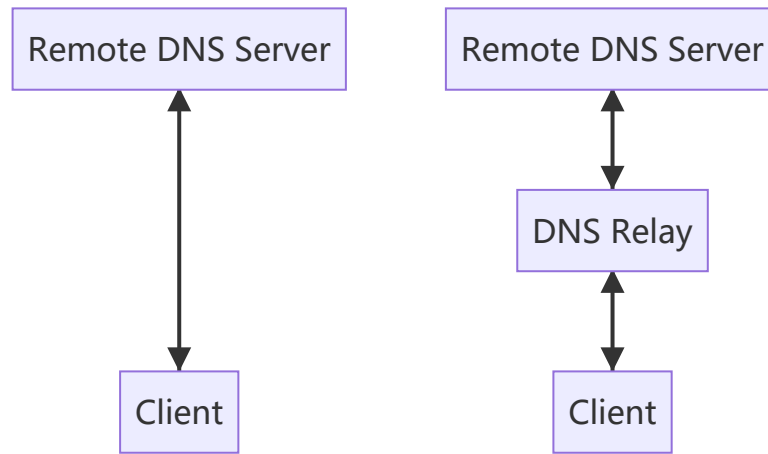 Remote DNS Server
Client
Remote DNS Server
DNS Relay
Client